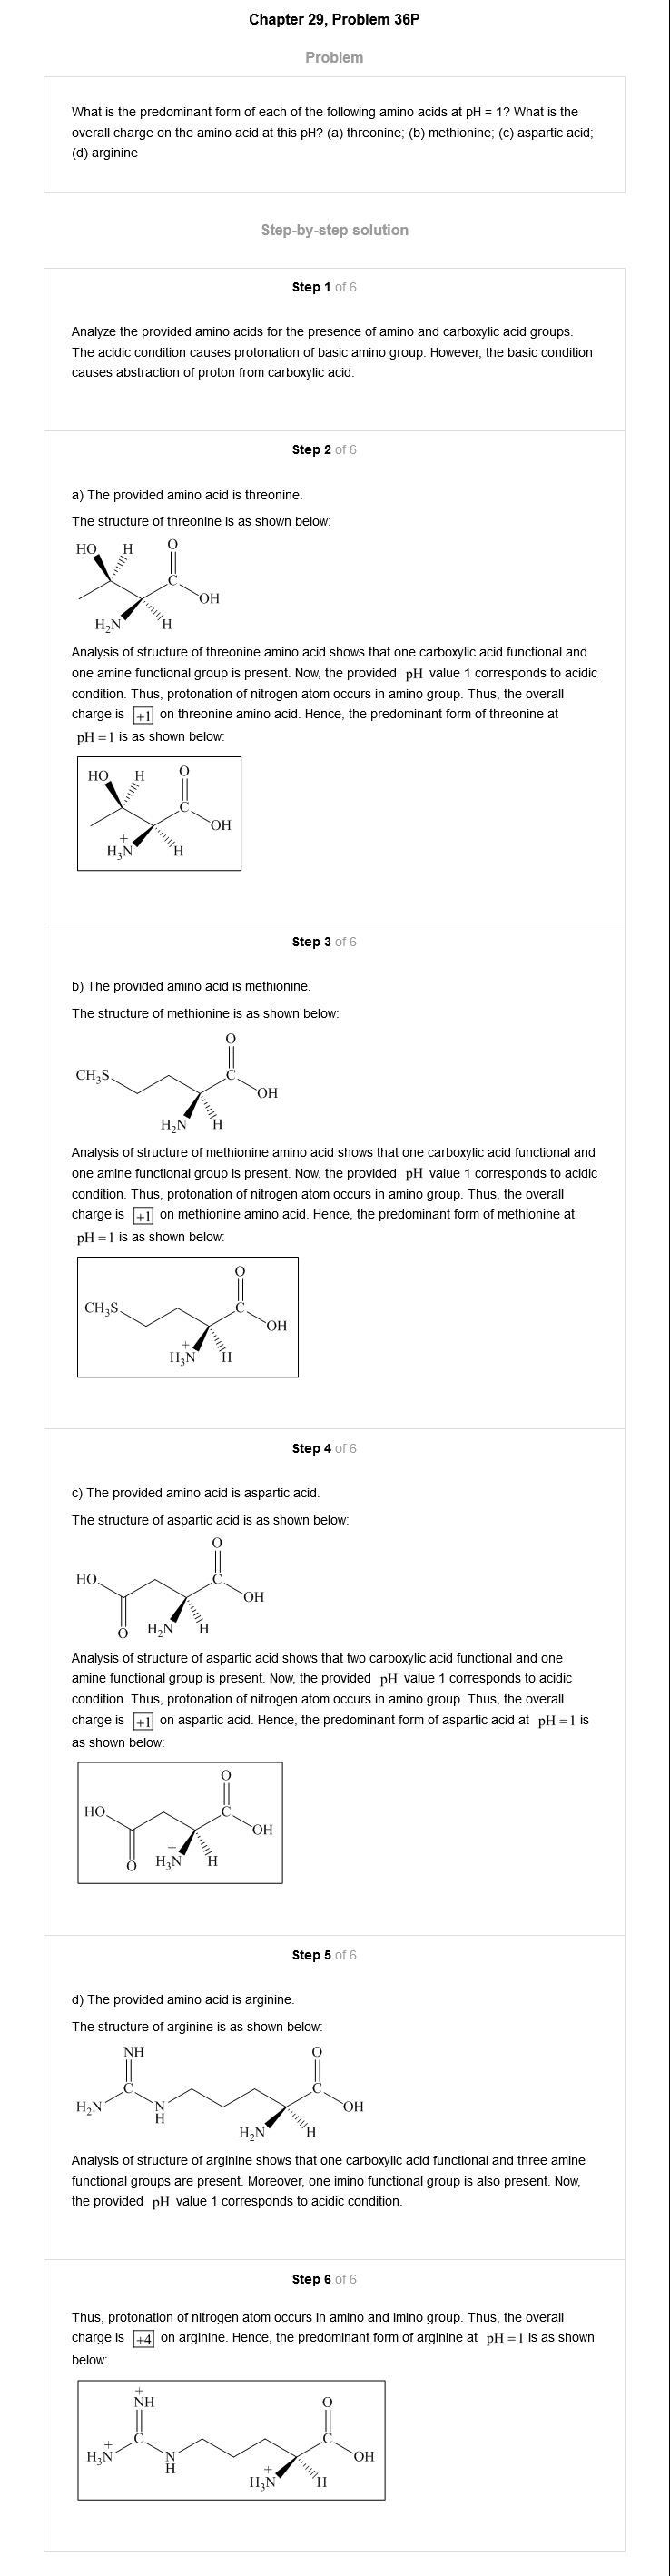 Chapter 29, Problem 36P
Problem
What is the predominant form of each of the following amino acids at pH = 1? What is the
overall charge on the amino acid at this pH? (a) threonine; (b) methionine; (c) aspartic acid;
(d) arginine
Step-by-step solution
Step 1 of 6
Analyze the provided amino acids for the presence of amino and carboxylic acid groups.
The acidic condition causes protonation of basic amino group. However, the basic condition
causes abstraction of proton from carboxylic acid.
Step 2 of 6
a) The provided amino acid is threonine.
The structure of threonine is as shown below:
HO H O
C
OH
H₂N H
Analysis of structure of threonine amino acid shows that one carboxylic acid functional and
one amine functional group is present. Now, the provided pH value 1 corresponds to acidic
condition. Thus, protonation of nitrogen atom occurs in amino group. Thus, the overall
charge is +1 on threonine amino acid. Hence, the predominant form of threonine at
pH = 1 is as shown below:
HO H O
C
OH
+
H₃N H
Step 3 of 6
b) The provided amino acid is methionine.
The structure of methionine is as shown below:
O
CH₃S C
OH
H₂N H
Analysis of structure of methionine amino acid shows that one carboxylic acid functional and
one amine functional group is present. Now, the provided pH value 1 corresponds to acidic
condition. Thus, protonation of nitrogen atom occurs in amino group. Thus, the overall
charge is +1 on methionine amino acid. Hence, the predominant form of methionine at
pH = 1 is as shown below:
O
CH₃S C
OH
+
H₃N H
Step 4 of 6
c) The provided amino acid is aspartic acid.
The structure of aspartic acid is as shown below:
O
HO C
OH
O H₂N H
Analysis of structure of aspartic acid shows that two carboxylic acid functional and one
amine functional group is present. Now, the provided pH value 1 corresponds to acidic
condition. Thus, protonation of nitrogen atom occurs in amino group. Thus, the overall
charge is +1 on aspartic acid. Hence, the predominant form of aspartic acid at pH = 1 is
as shown below:
O
HO C
OH
+
O H₃N H
Step 5 of 6
d) The provided amino acid is arginine.
The structure of arginine is as shown below:
NH O
C C
H₂N N OH
H
H₂N H
Analysis of structure of arginine shows that one carboxylic acid functional and three amine
functional groups are present. Moreover, one imino functional group is also present. Now,
the provided pH value 1 corresponds to acidic condition.
Step 6 of 6
Thus, protonation of nitrogen atom occurs in amino and imino group. Thus, the overall
charge is +4 on arginine. Hence, the predominant form of arginine at pH = 1 is as shown
below:
+
NH O
C C
+
H₃N N OH
H
+
H₃N H